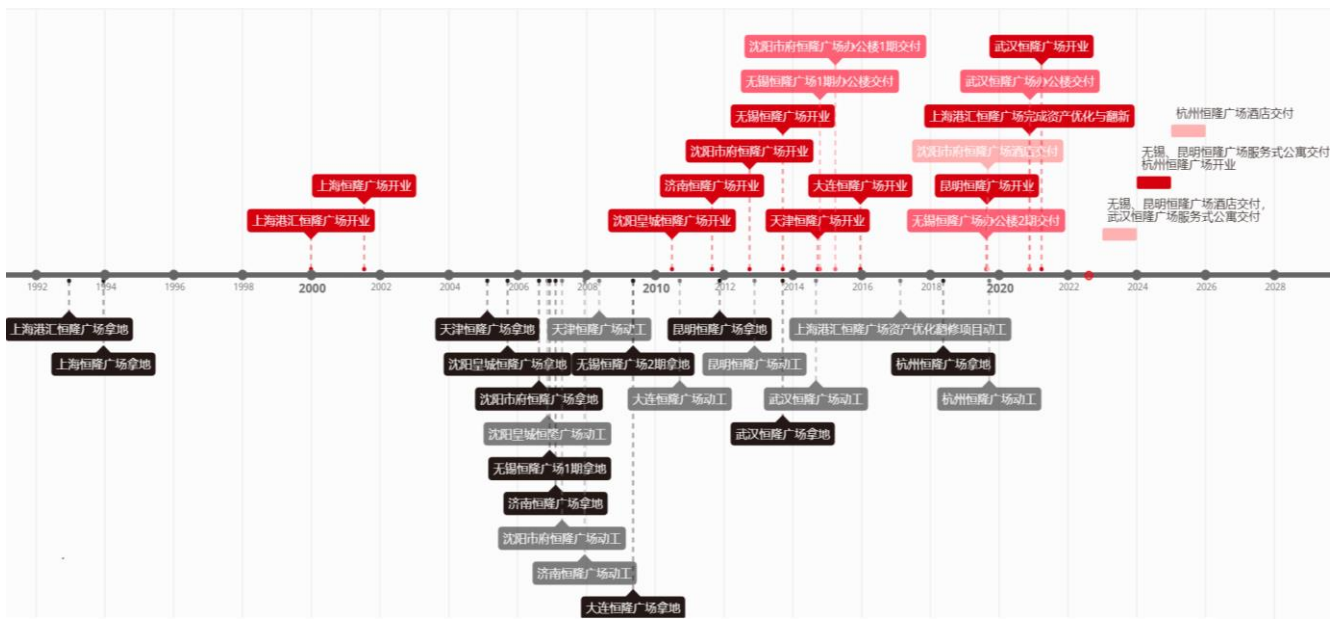 沈阳市府恒隆广场办公楼1期交付
武汉恒隆广场开业
无锡恒隆广场1期办公楼交付
武汉恒隆广场办公楼交付
无锡恒隆广场开业
上海港汇恒隆广场完成资产优化与翻新
杭州恒隆广场酒店交付
沈阳市府恒隆广场开业
沈阳市府恒隆广场酒店交付
无锡、昆明恒隆广场服务式公寓交付
杭州恒隆广场开业
上海恒隆广场开业
济南恒隆广场开业
大连恒隆广场开业
昆明恒隆广场开业
无锡、昆明恒隆广场酒店交付,
武汉恒隆广场服务式公寓交付
上海港汇恒隆广场开业
沈阳皇城恒隆广场开业
天津恒隆广场开业
无锡恒隆广场办公楼2期交付
1992 1994 1996 1998 2000 2002 2004 2006 2008 2010 2012 2014 2016 2018 2020 2022 2024 2026 2028
上海港汇恒隆广场拿地
天津恒隆广场拿地
天津恒隆广场动工
昆明恒隆广场拿地
上海港汇恒隆广场资产优化翻修项目动工
上海恒隆广场拿地
沈阳皇城恒隆广场拿地
无锡恒隆广场2期拿地
昆明恒隆广场动工
杭州恒隆广场拿地
沈阳市府恒隆广场拿地
大连恒隆广场动工
武汉恒隆广场动工
杭州恒隆广场动工
沈阳皇城恒隆广场动工
武汉恒隆广场拿地
无锡恒隆广场1期拿地
济南恒隆广场拿地
沈阳市府恒隆广场动工
济南恒隆广场动工
大连恒隆广场拿地